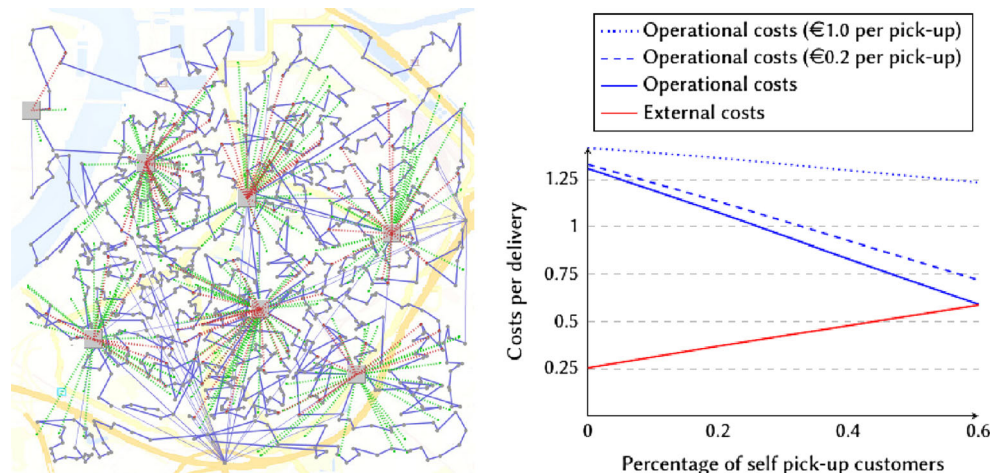 Operational costs (€1.0 per pick-up)
Operational costs (€0.2 per pick-up)
Operational costs
External costs
Costs per delivery
1.25
1
0.75
0.5
0.25
0
0.2
0.4
0.6
Percentage of self pick-up customers